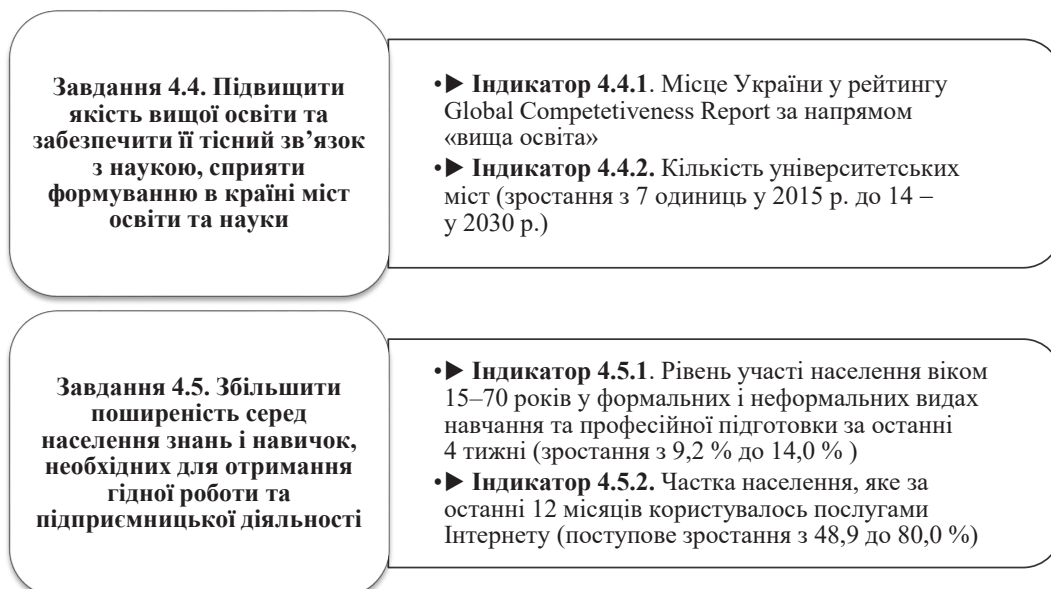 Завдання 4.4. Підвищити
якість вищої освіти та
забезпечити її тісний зв’язок
з наукою, сприяти
формуванню в країні міст
освіти та науки
•▶ Індикатор 4.4.1. Місце України у рейтингу
Global Competetiveness Report за напрямом
«вища освіта»
•▶ Індикатор 4.4.2. Кількість університетських
міст (зростання з 7 одиниць у 2015 р. до 14 –
у 2030 р.)
Завдання 4.5. Збільшити
поширеність серед
населення знань і навичок,
необхідних для отримання
гідної роботи та
підприємницької діяльності
•▶ Індикатор 4.5.1. Рівень участі населення віком
15–70 років у формальних і неформальних видах
навчання та професійної підготовки за останні
4 тижні (зростання з 9,2 % до 14,0 % )
•▶ Індикатор 4.5.2. Частка населення, яке за
останні 12 місяців користувалось послугами
Інтернету (поступове зростання з 48,9 до 80,0 %)